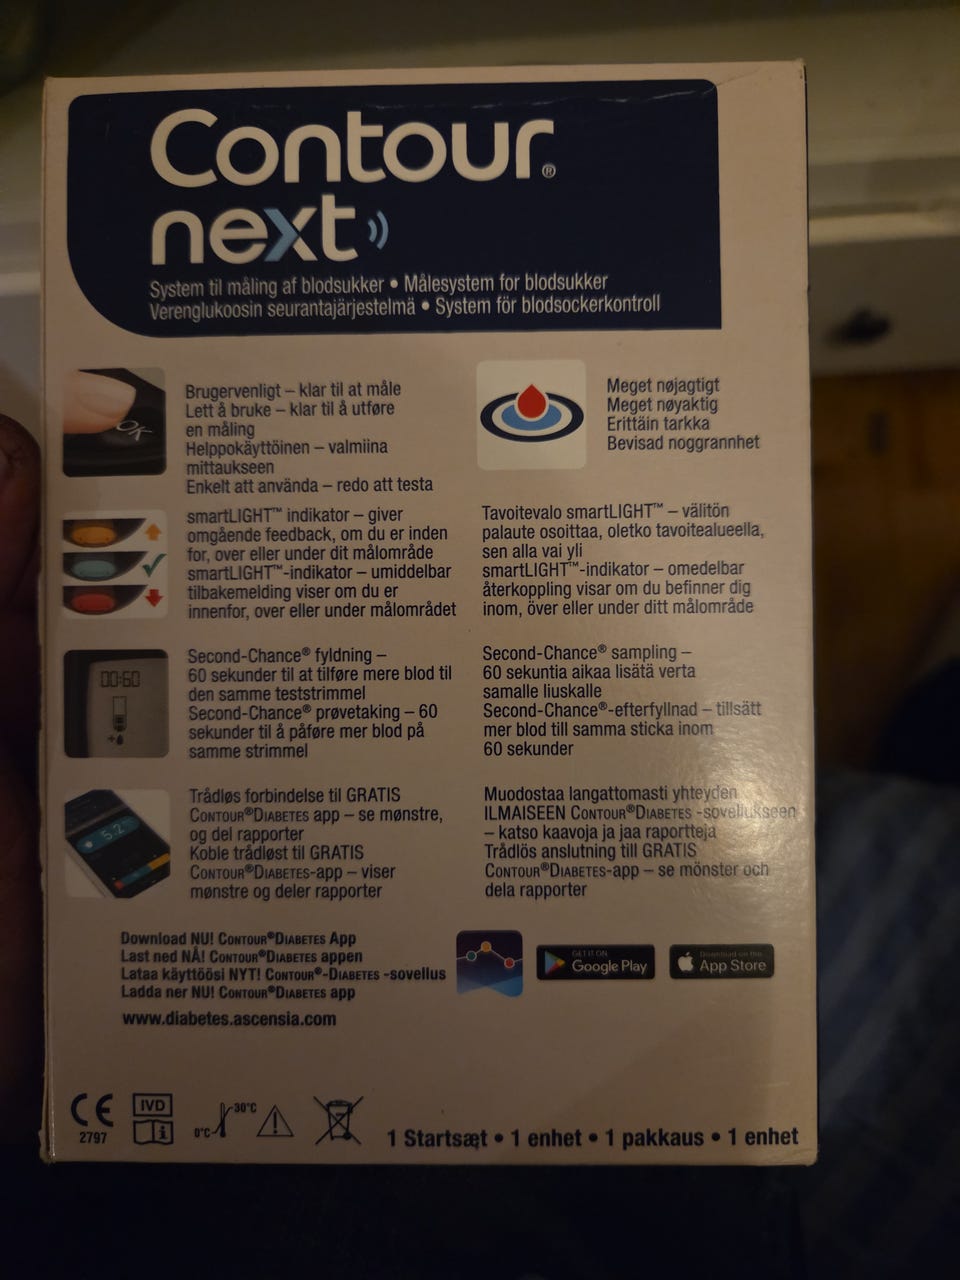 Contour®
next
System til måling af blodsukker • Målesystem for blodsukker
Verenglukoosin seurantajärjestelmä • System för blodsockerkontroll
OK
Brugervenligt – klar til at måle
Lett å bruke – klar til å utføre
en måling
Helppokäyttöinen – valmiina
mittaukseen
Enkelt att använda – redo att testa
Meget nøjagtigt
Meget nøyaktig
Erittäin tarkka
Bevisad noggrannhet
smartLIGHT™ indikator – giver
omgående feedback, om du er inden
for, over eller under dit målområde
smartLIGHT™-indikator – umiddelbar
tilbakemelding viser om du er
innenfor, over eller under målområdet
Tavoitevalo smartLIGHT™ – välitön
palaute osoittaa, oletko tavoitealueella,
sen alla vai yli
smartLIGHT™-indikator – omedelbar
återkoppling visar om du befinner dig
inom, över eller under ditt målområde
00:60
Second-Chance® fyldning –
60 sekunder til at tilføre mere blod til
den samme teststrimmel
Second-Chance® prøvetaking – 60
sekunder til å påføre mer blod på
samme strimmel
Second-Chance® sampling –
60 sekuntia aikaa lisätä verta
samalle liuskalle
Second-Chance®-efterfyllnad – tillsätt
mer blod till samma sticka inom
60 sekunder
5.2
Trådløs forbindelse til GRATIS
CONTOUR®DIABETES app – se mønstre,
og del rapporter
Koble trådløst til GRATIS
CONTOUR®DIABETES-app – viser
mønstre og deler rapporter
Muodostaa langattomasti yhteyden
ILMAISEEN CONTOUR®DIABETES -sovellukseen
– katso kaavoja ja jaa raportteja
Trådlös anslutning till GRATIS
CONTOUR®DIABETES-app – se mönster och
dela rapporter
Download NU! CONTOUR®DIABETES App
Last ned NÅ! CONTOUR®DIABETES appen
Lataa käyttöösi NYT! CONTOUR®-DIABETES -sovellus
Ladda ner NU! CONTOUR®DIABETES app
GET IT ON
Google Play
Download on the
App Store
www.diabetes.ascensia.com
CE
2797
IVD
i
0°C
30°C
1 Startsæt • 1 enhet • 1 pakkaus • 1 enhet